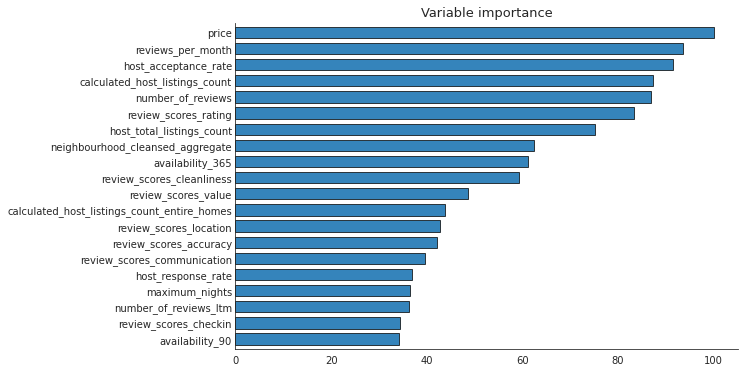 Variable importance
price
reviews_per_month
host_acceptance_rate
calculated_host_listings_count
number_of_reviews
review_scores_rating
host_total_listings_count
neighbourhood_cleansed_aggregate
availability_365
review_scores_cleanliness
review_scores_value
calculated_host_listings_count_entire_homes
review_scores_location
review_scores_accuracy
review_scores_communication
host_response_rate
maximum_nights
number_of_reviews_ltm
review_scores_checkin
availability_90
0 20 40 60 80 100